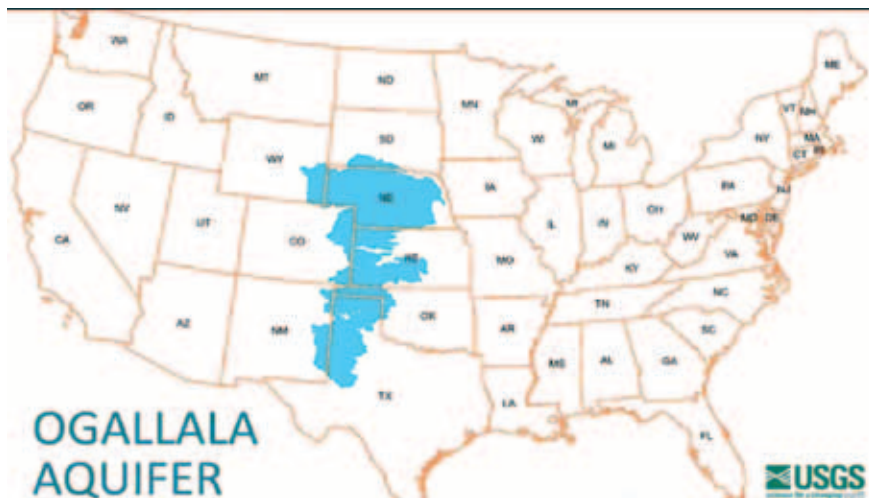 WA
MT
ND
MN
ME
OR
ID
SD
WI
MI
MI
VT
NH
NY
MA
CT
RI
WY
IA
PA
NJ
NE
NV
UT
CO
IL
IN
OH
MD
DE
WV
VA
CA
KS
MO
KY
NC
AZ
NM
OK
AR
TN
SC
MS
AL
GA
TX
LA
FL
OGALLALA
AQUIFER
USGS